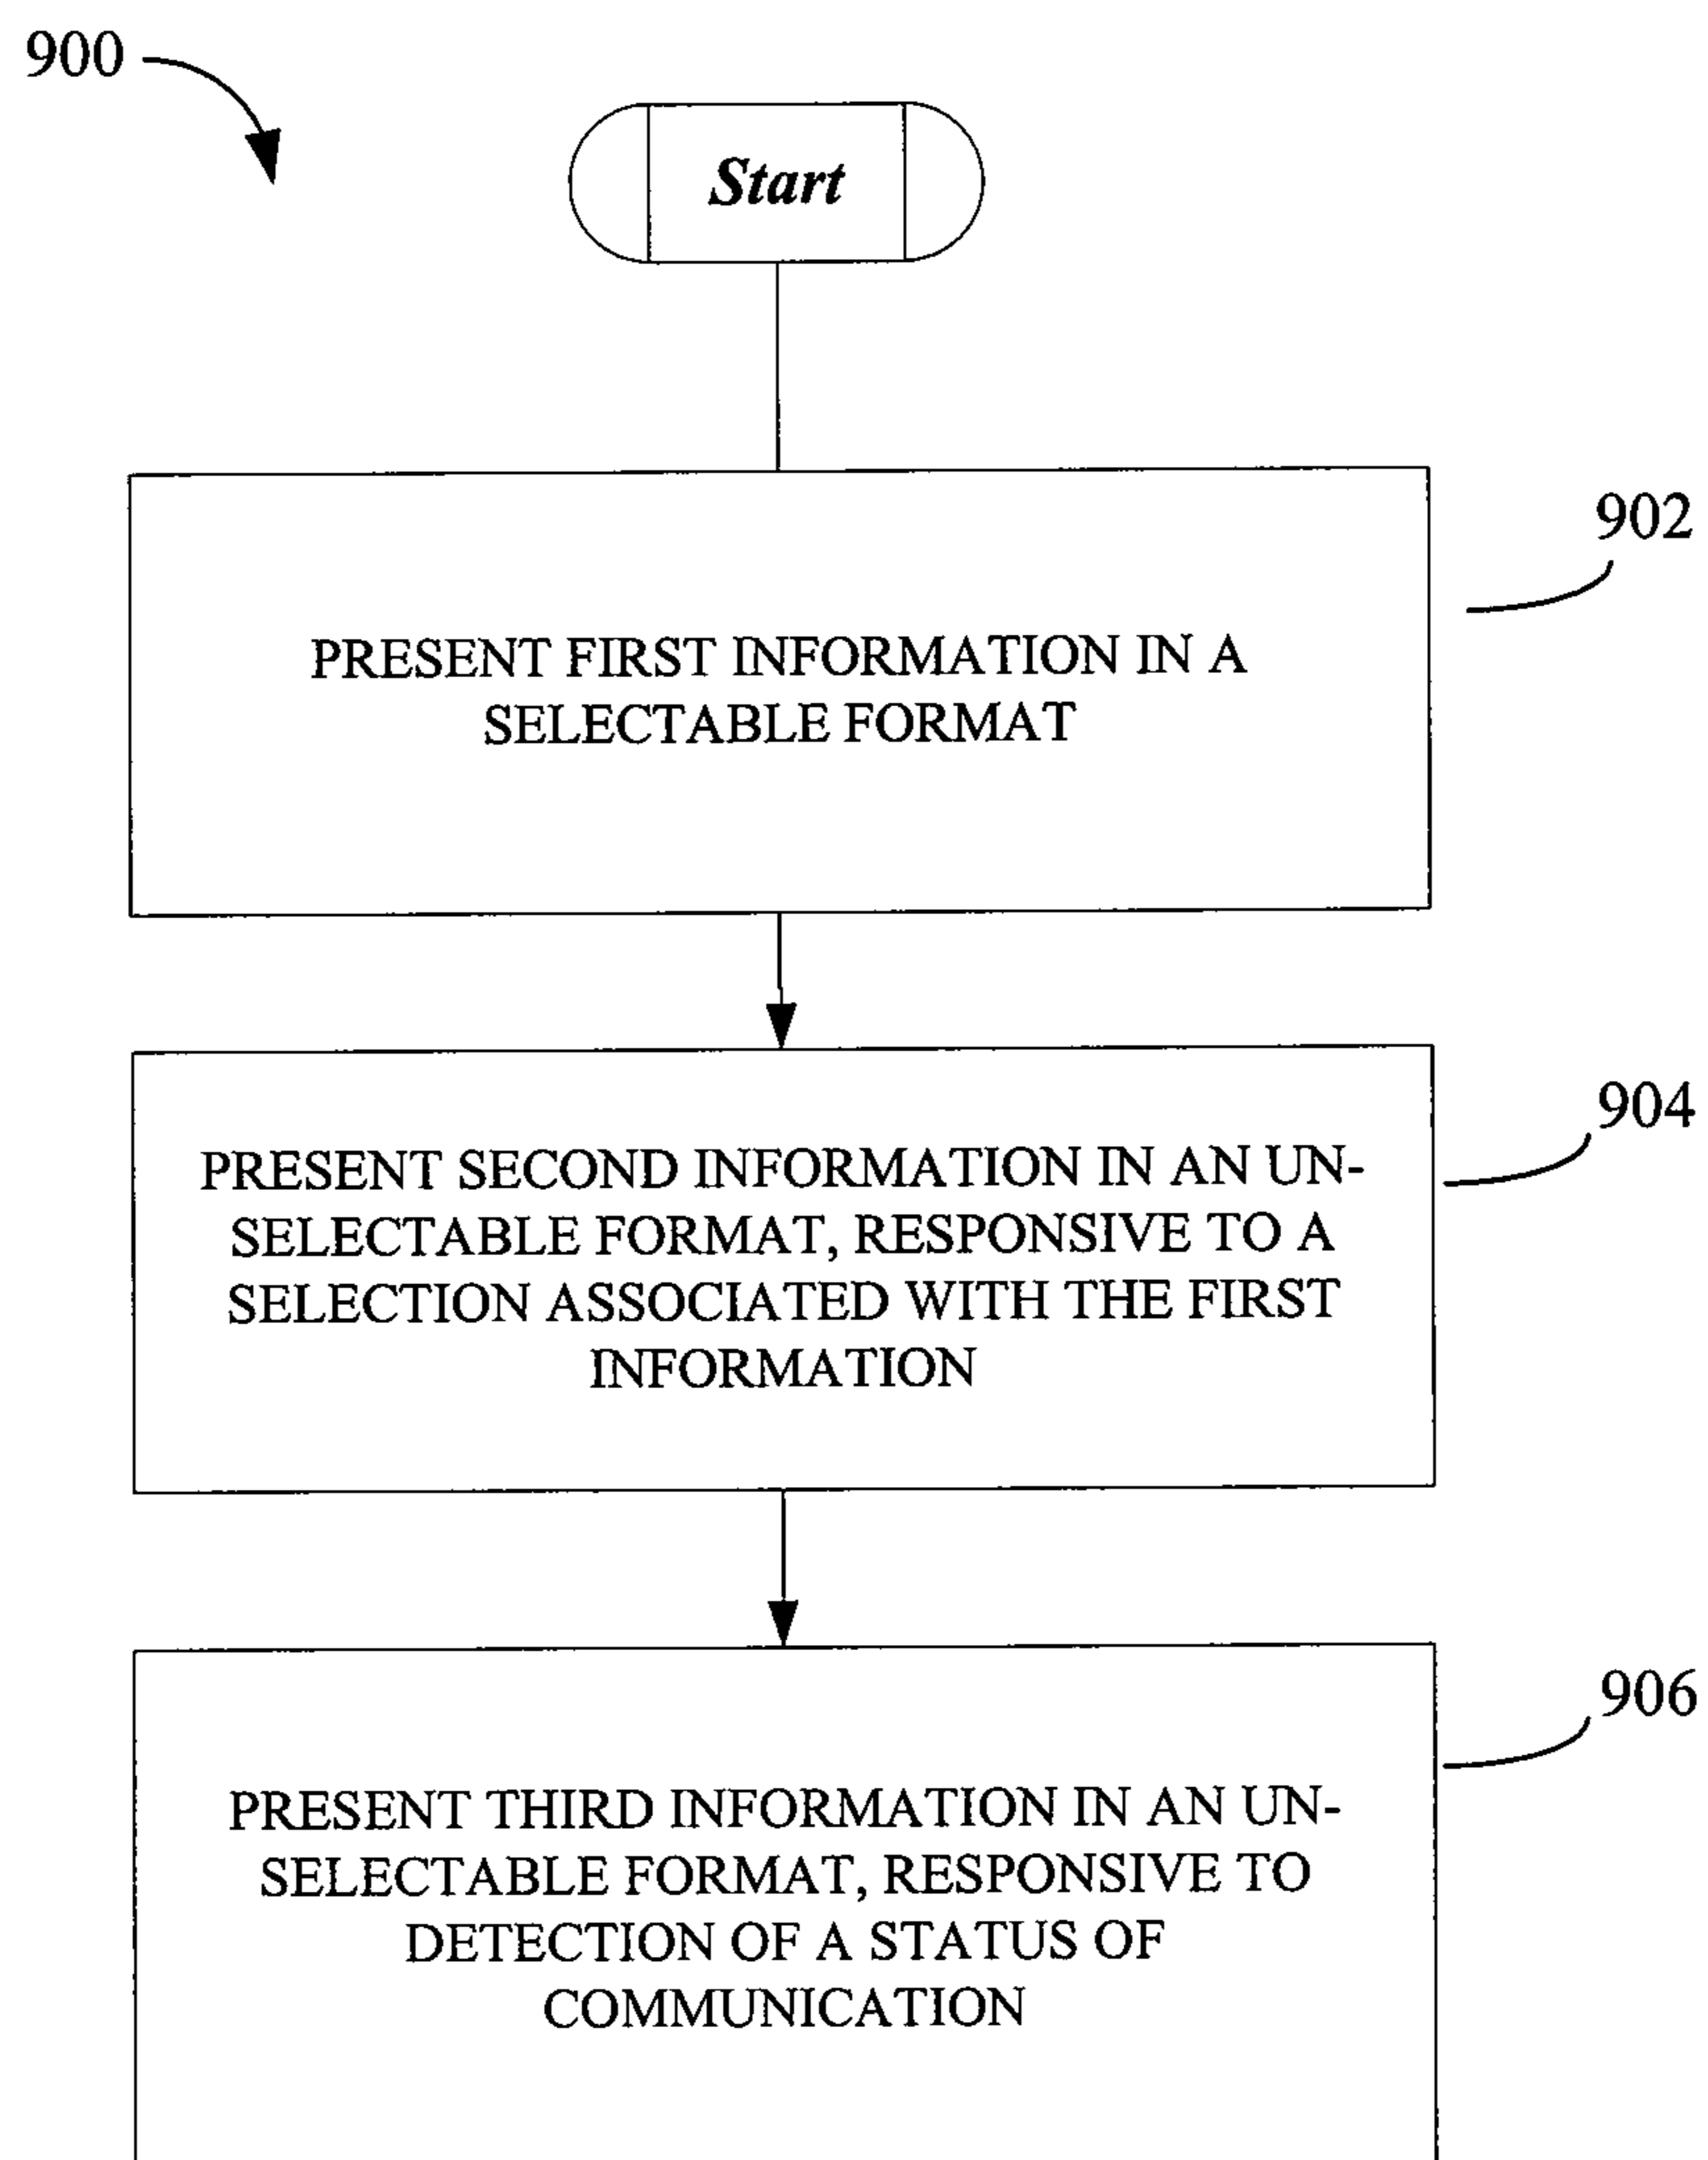 900
Start
902
PRESENT FIRST INFORMATION IN A
SELECTABLE FORMAT
904
PRESENT SECOND INFORMATION IN AN UN-
SELECTABLE FORMAT, RESPONSIVE TO A
SELECTION ASSOCIATED WITH THE FIRST
INFORMATION
906
PRESENT THIRD INFORMATION IN AN UN-
SELECTABLE FORMAT, RESPONSIVE TO
DETECTION OF A STATUS OF
COMMUNICATION